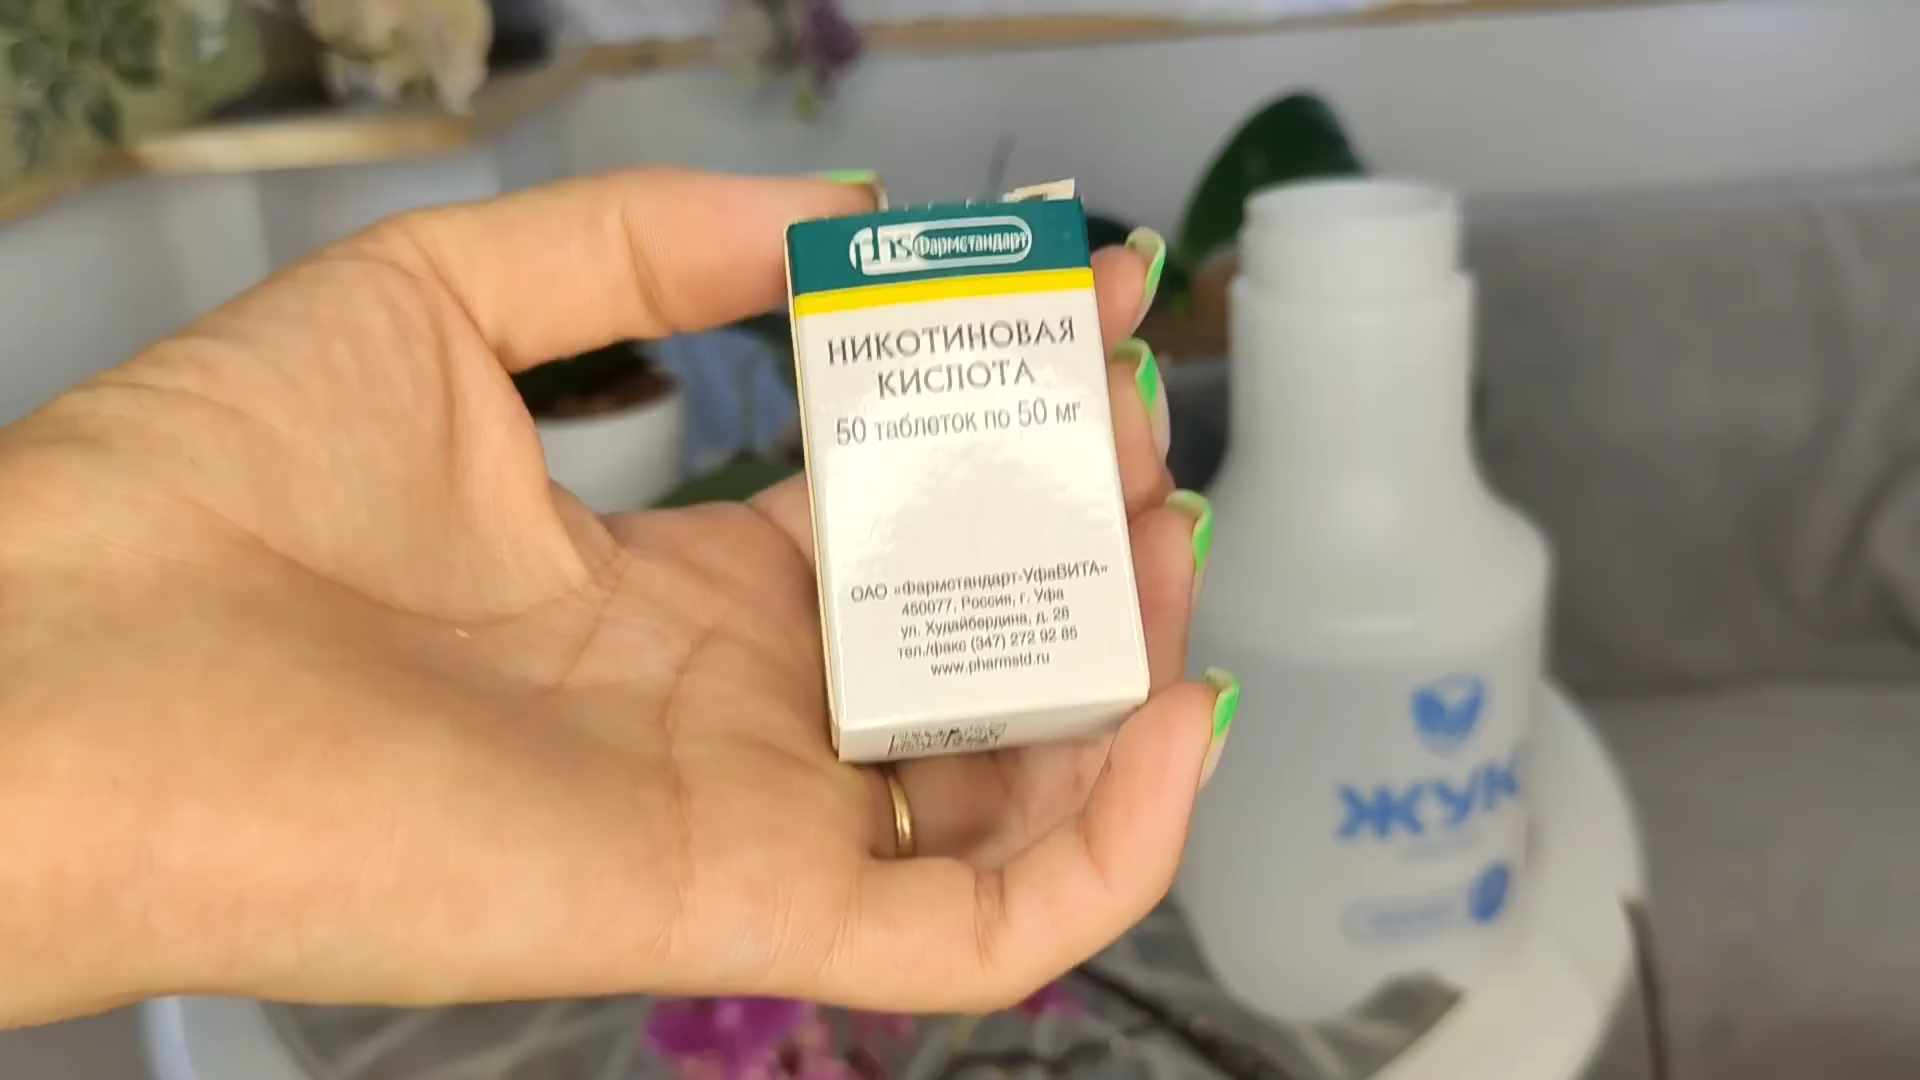 Фармстандарт
НИКОТИНОВАЯ
КИСЛОТА
50 таблеток по 50 мг
ОАО «Фармстандарт-УфаВИТА»
450077, Россия, г. Уфа
ул. Худайбердина, д. 28
тел./факс (347) 272 92 85
www.pharmstd.ru
ЖУК